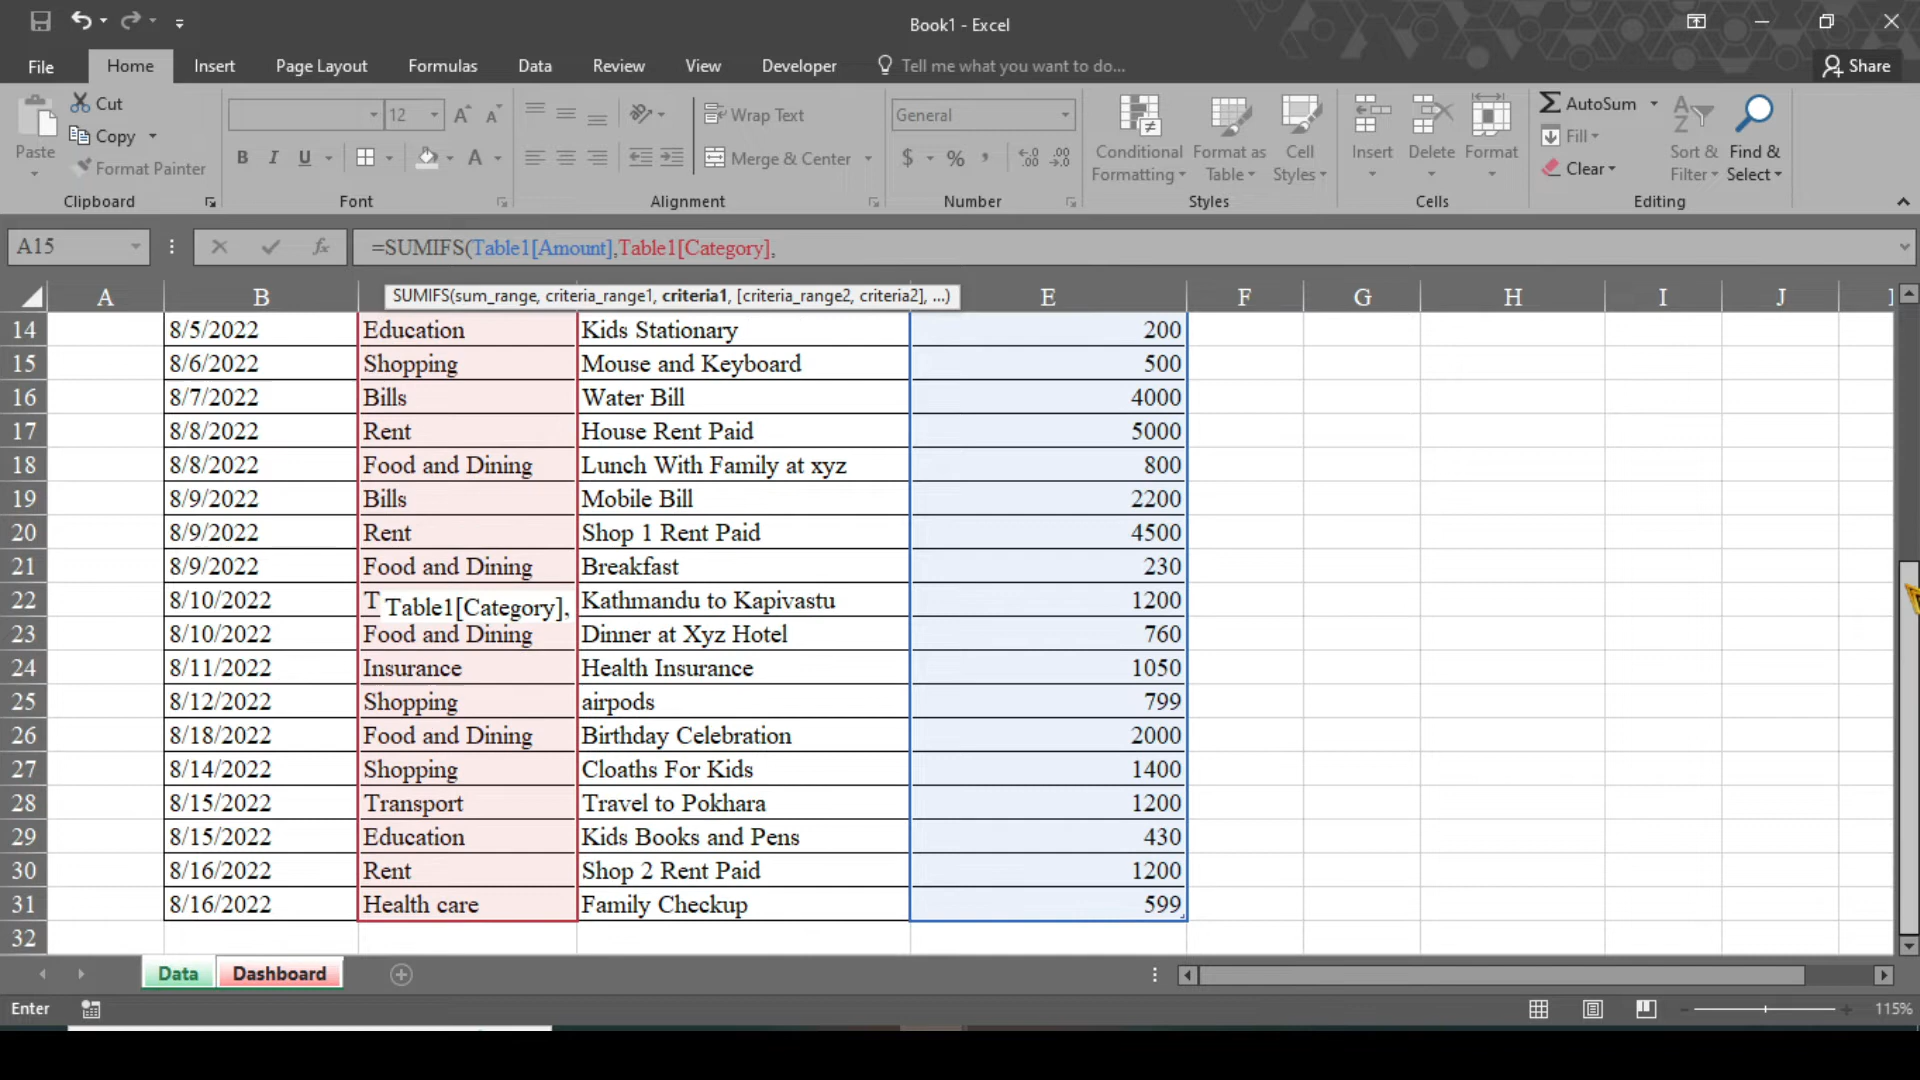 Book1 - Excel
File Home Insert Page Layout Formulas Data Review View Developer Tell me what you want to do... Share
Cut
Copy
Format Painter
Paste
Clipboard
12
B I U A
Font
Wrap Text
Merge & Center
Alignment
General
$ % ,
Number
Conditional Formatting
Format as Table
Cell Styles
Styles
Insert Delete Format
Cells
AutoSum
Fill
Clear
Sort & Filter
Find & Select
Editing
A15 fx =SUMIFS(Table1[Amount],Table1[Category],
SUMIFS(sum_range, criteria_range1, criteria1, [criteria_range2, criteria2], ...)
A B E F G H I J
14 8/5/2022 Education Kids Stationary 200
15 8/6/2022 Shopping Mouse and Keyboard 500
16 8/7/2022 Bills Water Bill 4000
17 8/8/2022 Rent House Rent Paid 5000
18 8/8/2022 Food and Dining Lunch With Family at xyz 800
19 8/9/2022 Bills Mobile Bill 2200
20 8/9/2022 Rent Shop 1 Rent Paid 4500
21 8/9/2022 Food and Dining Breakfast 230
22 8/10/2022 T Table1[Category], Kathmandu to Kapivastu 1200
23 8/10/2022 Food and Dining Dinner at Xyz Hotel 760
24 8/11/2022 Insurance Health Insurance 1050
25 8/12/2022 Shopping airpods 799
26 8/18/2022 Food and Dining Birthday Celebration 2000
27 8/14/2022 Shopping Cloaths For Kids 1400
28 8/15/2022 Transport Travel to Pokhara 1200
29 8/15/2022 Education Kids Books and Pens 430
30 8/16/2022 Rent Shop 2 Rent Paid 1200
31 8/16/2022 Health care Family Checkup 599
32
Data Dashboard
Enter 115%